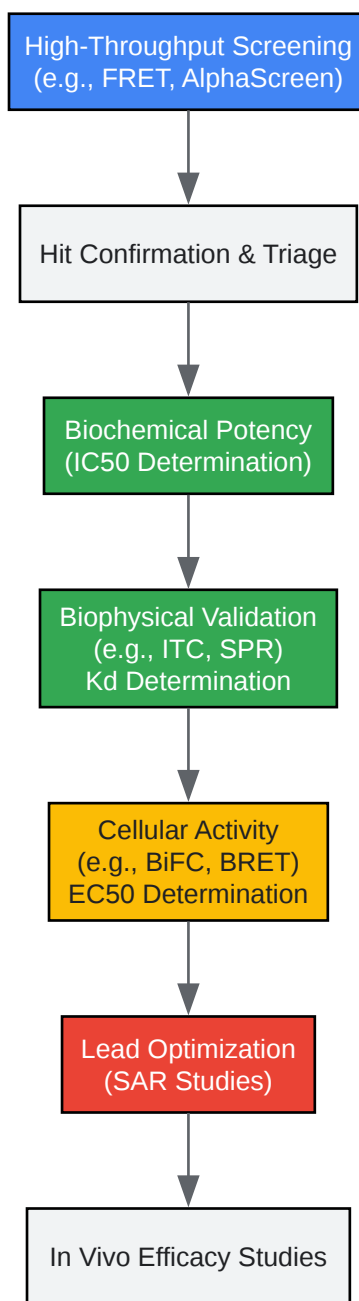 High-Throughput Screening
(e.g., FRET, AlphaScreen)
Hit Confirmation & Triage
Biochemical Potency
(IC50 Determination)
Biophysical Validation
(e.g., ITC, SPR)
Kd Determination
Cellular Activity
(e.g., BiFC, BRET)
EC50 Determination
Lead Optimization
(SAR Studies)
In Vivo Efficacy Studies